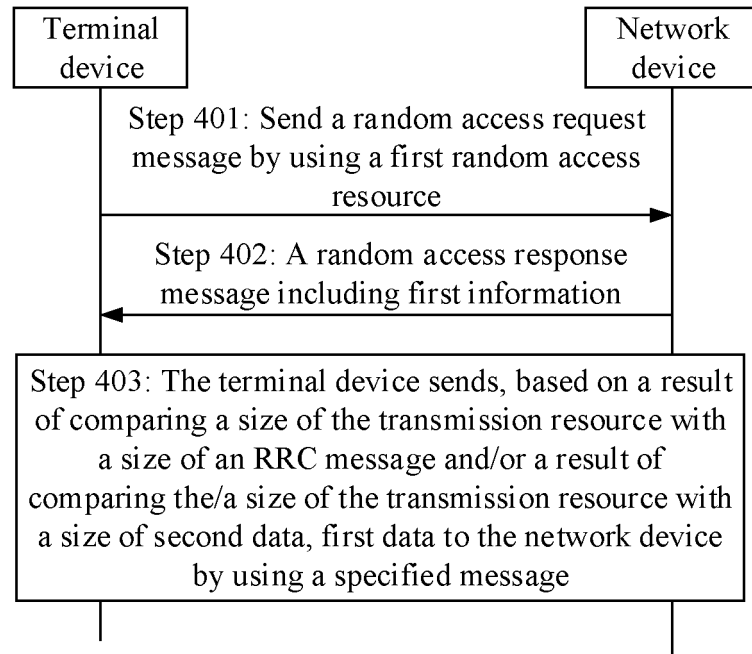 Terminal
device
Network
device
Step 401: Send a random access request
message by using a first random access
resource
Step 402: A random access response
message including first information
Step 403: The terminal device sends, based on a result
of comparing a size of the transmission resource with
a size of an RRC message and/or a result of
comparing the/a size of the transmission resource with
a size of second data, first data to the network device
by using a specified message